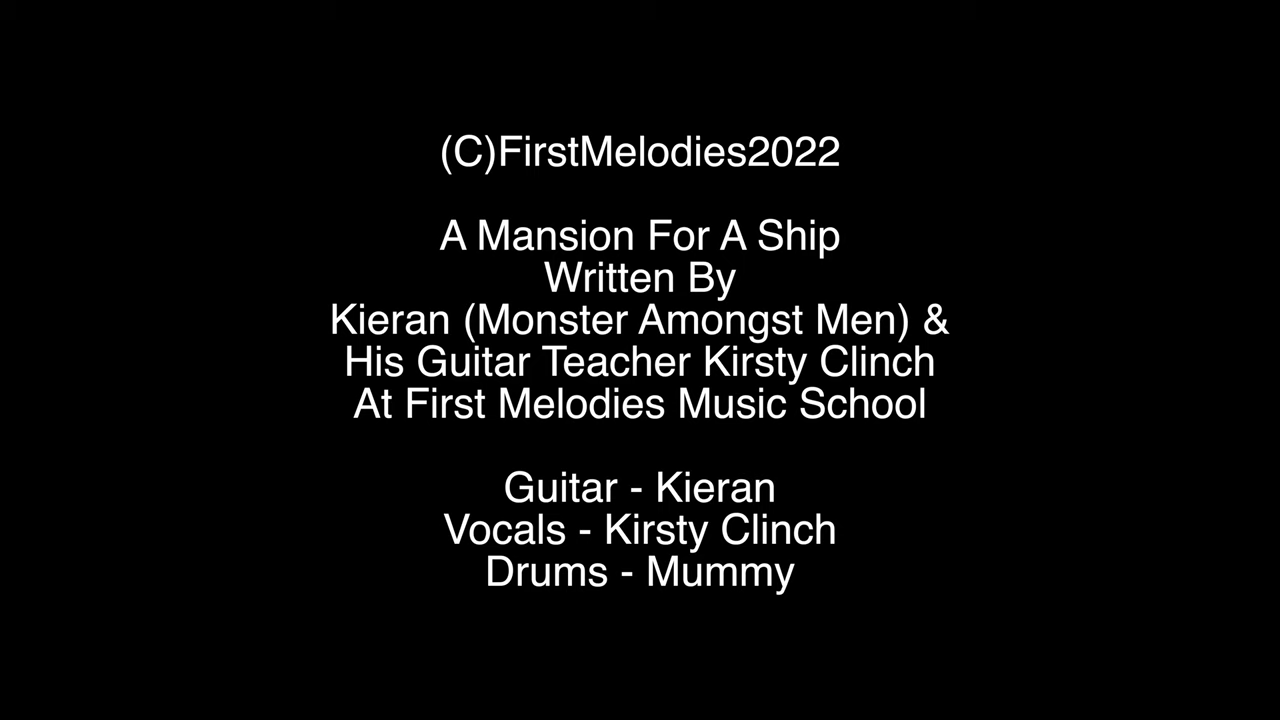 (C)FirstMelodies2022
A Mansion For A Ship
Written By
Kieran (Monster Amongst Men) &
His Guitar Teacher Kirsty Clinch
At First Melodies Music School
Guitar - Kieran
Vocals - Kirsty Clinch
Drums - Mummy